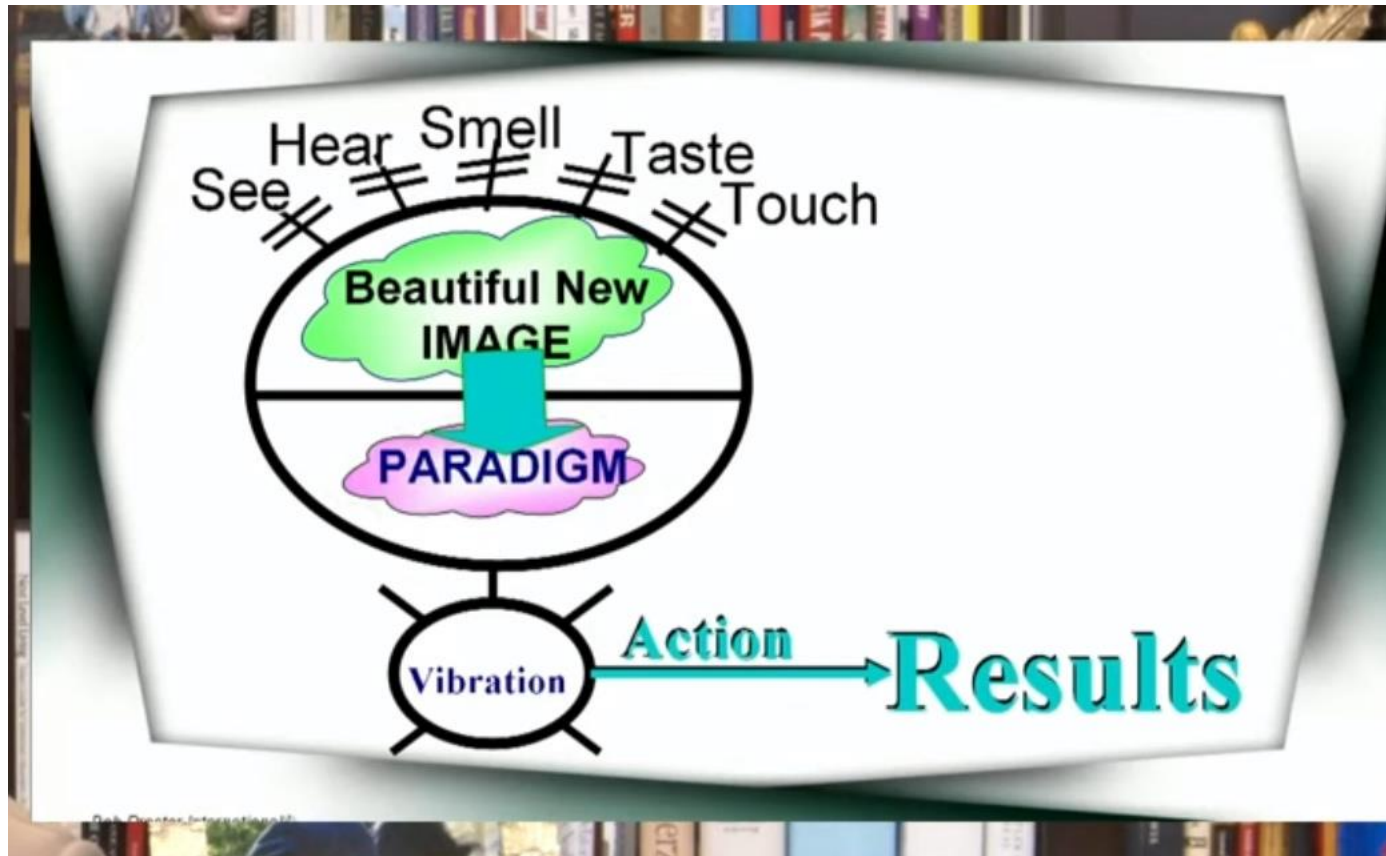 See
Hear
Smell
Taste
Touch
Beautiful New
IMAGE
PARADIGM
Vibration
Action
Results